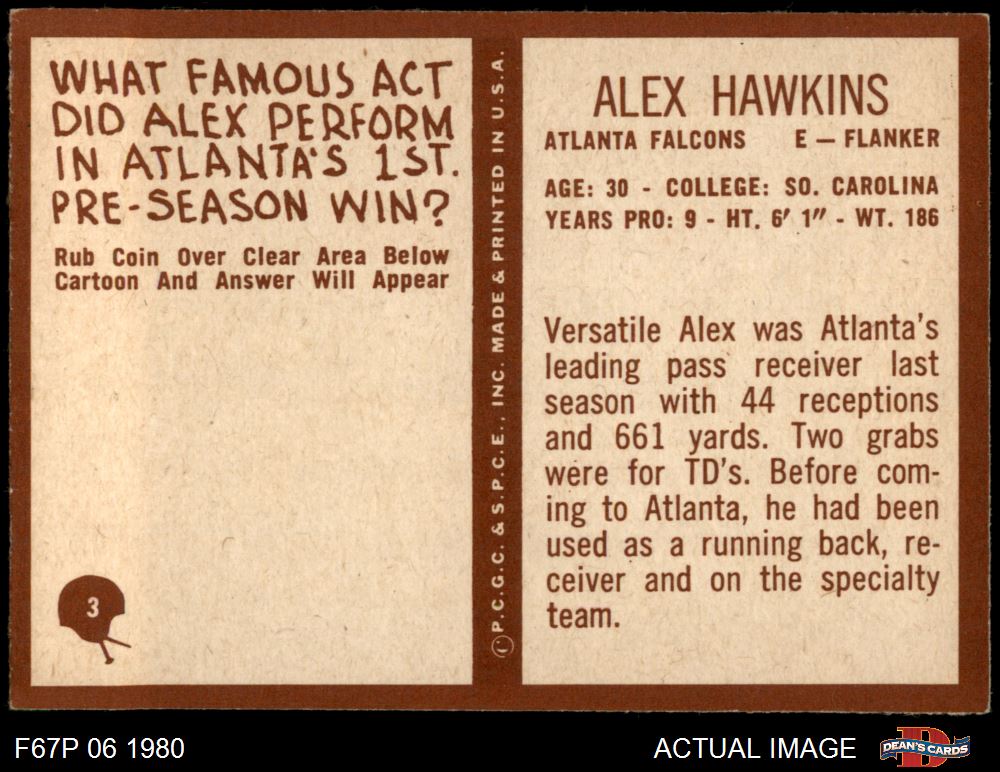 WHAT FAMOUS ACT
DID ALEX PERFORM
IN ATLANTA'S 1ST.
PRE-SEASON WIN?
Rub Coin Over Clear Area Below
Cartoon And Answer Will Appear
3
© P.C.G.C. & S.P.C.E., INC. MADE & PRINTED IN U.S.A.
ALEX HAWKINS
ATLANTA FALCONS E — FLANKER
AGE: 30 - COLLEGE: SO. CAROLINA
YEARS PRO: 9 - HT. 6′ 1″ - WT. 186
Versatile Alex was Atlanta's
leading pass receiver last
season with 44 receptions
and 661 yards. Two grabs
were for TD's. Before com-
ing to Atlanta, he had been
used as a running back, re-
ceiver and on the specialty
team.
F67P 06 1980
ACTUAL IMAGE
D
DEAN'S CARDS